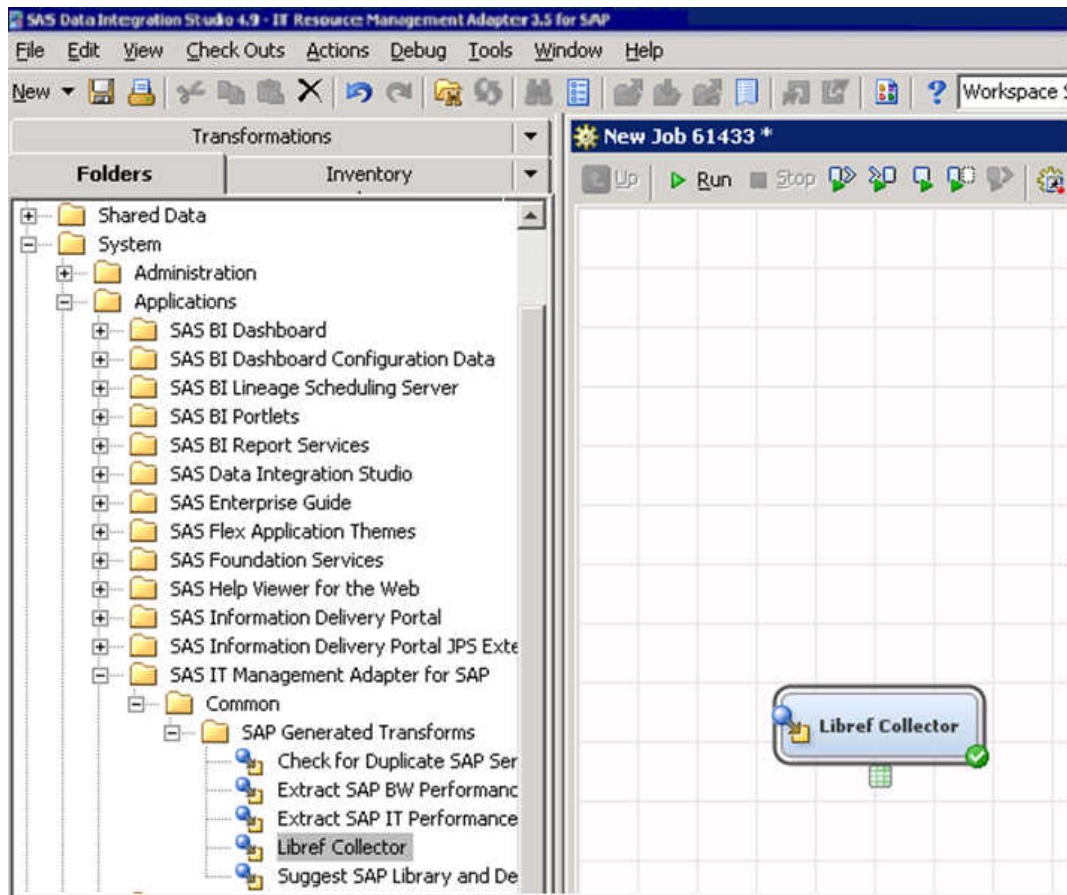 SAS Data Integration Studio 4.9 - IT Resource Management Adapter 3.5 for SAP
File Edit View Check Outs Actions Debug Tools Window Help
New Workspace S
Transformations
Folders Inventory
New Job 61433 *
Up Run Stop
Shared Data
System
Administration
Applications
SAS BI Dashboard
SAS BI Dashboard Configuration Data
SAS BI Lineage Scheduling Server
SAS BI Portlets
SAS BI Report Services
SAS Data Integration Studio
SAS Enterprise Guide
SAS Flex Application Themes
SAS Foundation Services
SAS Help Viewer for the Web
SAS Information Delivery Portal
SAS Information Delivery Portal JPS Exte
SAS IT Management Adapter for SAP
Common
SAP Generated Transforms
Check for Duplicate SAP Ser
Extract SAP BW Performanc
Extract SAP IT Performance
Libref Collector
Suggest SAP Library and De
Libref Collector